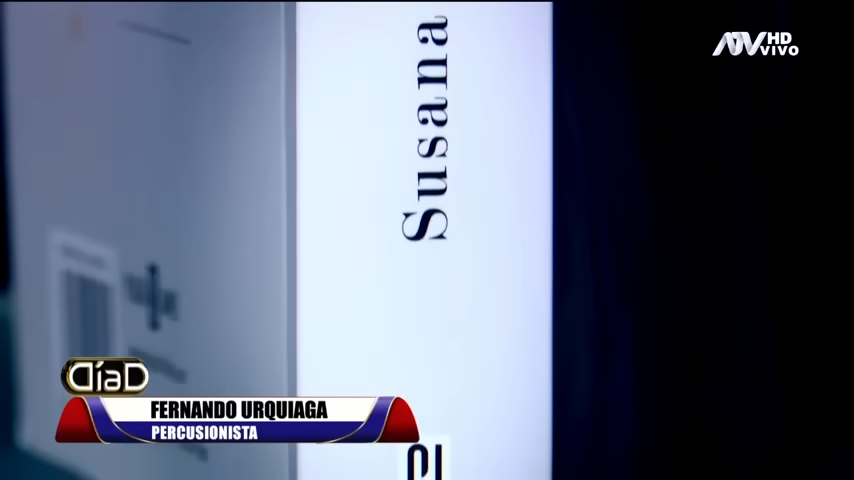 ATV HD
VIVO
Susana
DíaD
FERNANDO URQUIAGA
PERCUSIONISTA